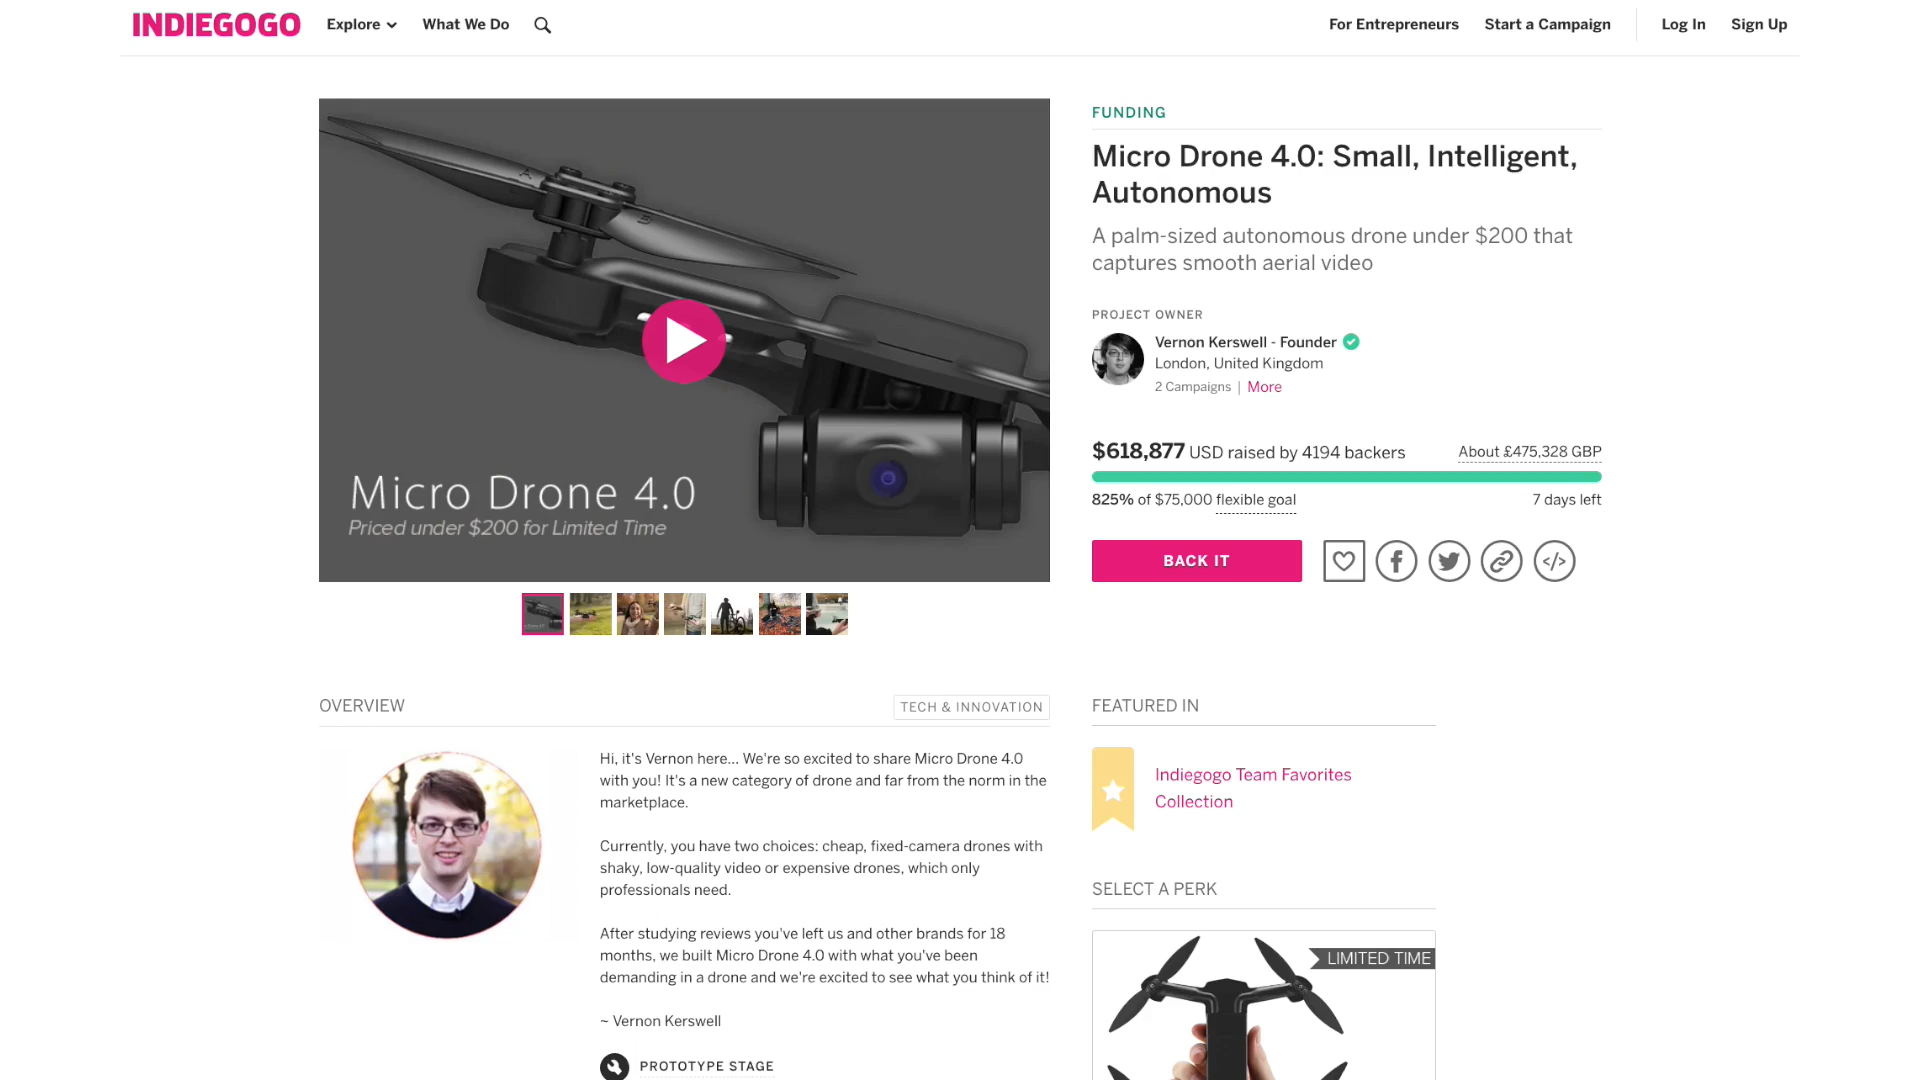 INDIEGOGO
Explore
What We Do
For Entrepreneurs
Start a Campaign
Log In
Sign Up
A
B
Micro Drone 4.0
Priced under $200 for Limited Time
FUNDING
Micro Drone 4.0: Small, Intelligent,
Autonomous
A palm-sized autonomous drone under $200 that
captures smooth aerial video
PROJECT OWNER
Vernon Kerswell - Founder
London, United Kingdom
2 Campaigns | More
$618,877 USD raised by 4194 backers
About £475,328 GBP
825% of $75,000 flexible goal
7 days left
BACK IT
OVERVIEW
TECH & INNOVATION
Hi, it's Vernon here... We're so excited to share Micro Drone 4.0
with you! It's a new category of drone and far from the norm in the
marketplace.
Currently, you have two choices: cheap, fixed-camera drones with
shaky, low-quality video or expensive drones, which only
professionals need.
After studying reviews you've left us and other brands for 18
months, we built Micro Drone 4.0 with what you've been
demanding in a drone and we're excited to see what you think of it!
~ Vernon Kerswell
PROTOTYPE STAGE
FEATURED IN
Indiegogo Team Favorites
Collection
SELECT A PERK
LIMITED TIME